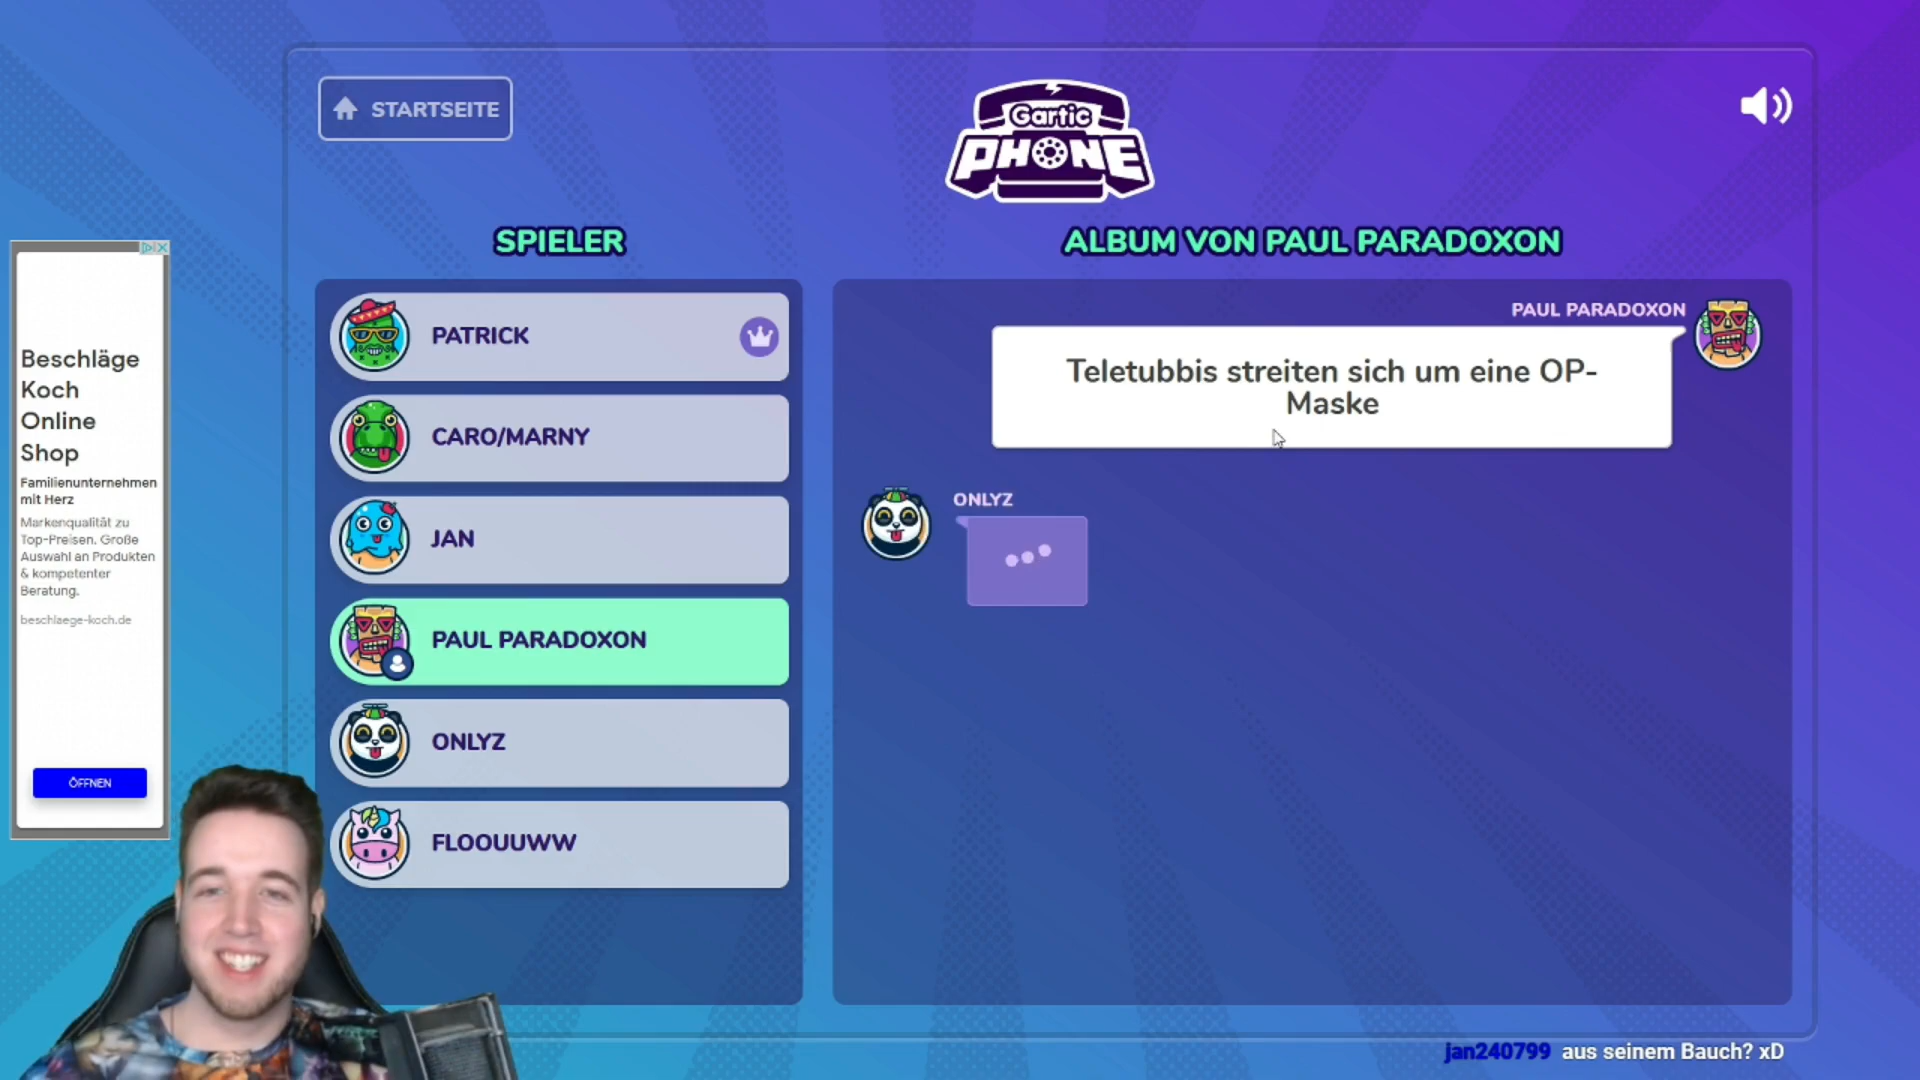 STARTSEITE
Gartic
PHONE
SPIELER
ALBUM VON PAUL PARADOXON
PATRICK
CARO/MARNY
JAN
PAUL PARADOXON
ONLYZ
FLOOUUWW
PAUL PARADOXON
Teletubbis streiten sich um eine OP-
Maske
ONLYZ
Beschläge
Koch
Online
Shop
Familienunternehmen
mit Herz
Markenqualität zu
Top-Preisen. Große
Auswahl an Produkten
& kompetenter
Beratung.
beschlaege-koch.de
ÖFFNEN
jan240799 aus seinem Bauch? xD